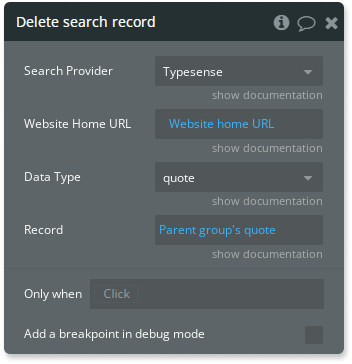 Delete search record
Search Provider Typesense
show documentation
Website Home URL Website home URL
show documentation
Data Type quote
show documentation
Record Parent group's quote
show documentation
Only when Click
Add a breakpoint in debug mode